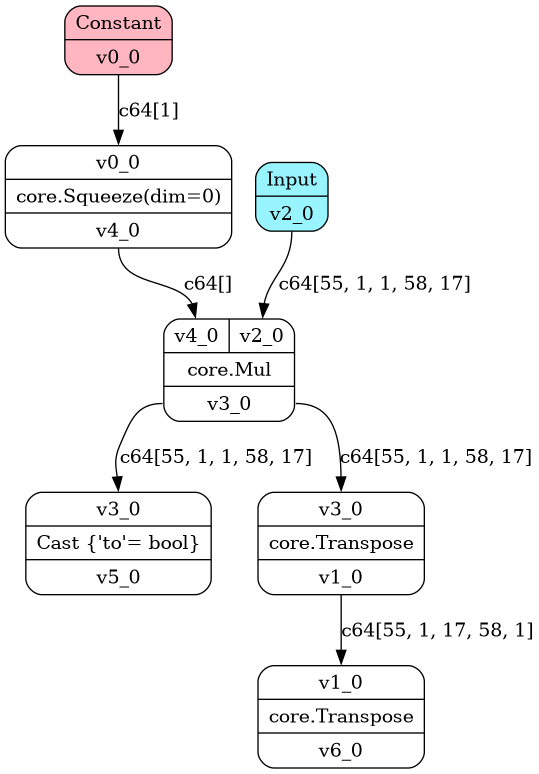 Constant
v0_0
c64[1]
v0_0
core.Squeeze(dim=0)
v4_0
Input
v2_0
c64[]
c64[55, 1, 1, 58, 17]
v4_0 v2_0
core.Mul
v3_0
c64[55, 1, 1, 58, 17]
c64[55, 1, 1, 58, 17]
v3_0
Cast {'to'= bool}
v5_0
v3_0
core.Transpose
v1_0
c64[55, 1, 17, 58, 1]
v1_0
core.Transpose
v6_0